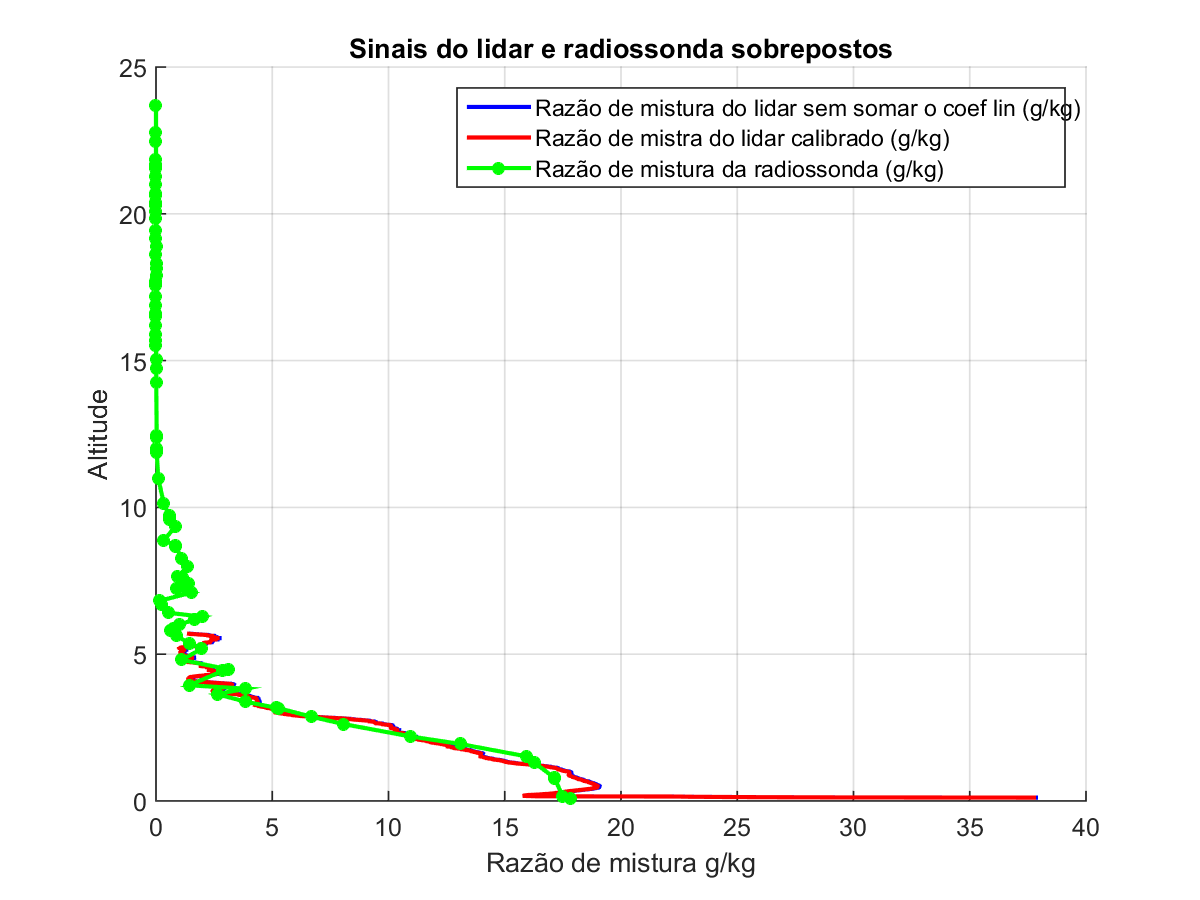 Sinais do lidar e radiossonda sobrepostos
Razão de mistura do lidar sem somar o coef lin (g/kg)
Razão de mistra do lidar calibrado (g/kg)
Razão de mistura da radiossonda (g/kg)
25
20
15
10
5
0
Altitude
0 5 10 15 20 25 30 35 40
Razão de mistura g/kg